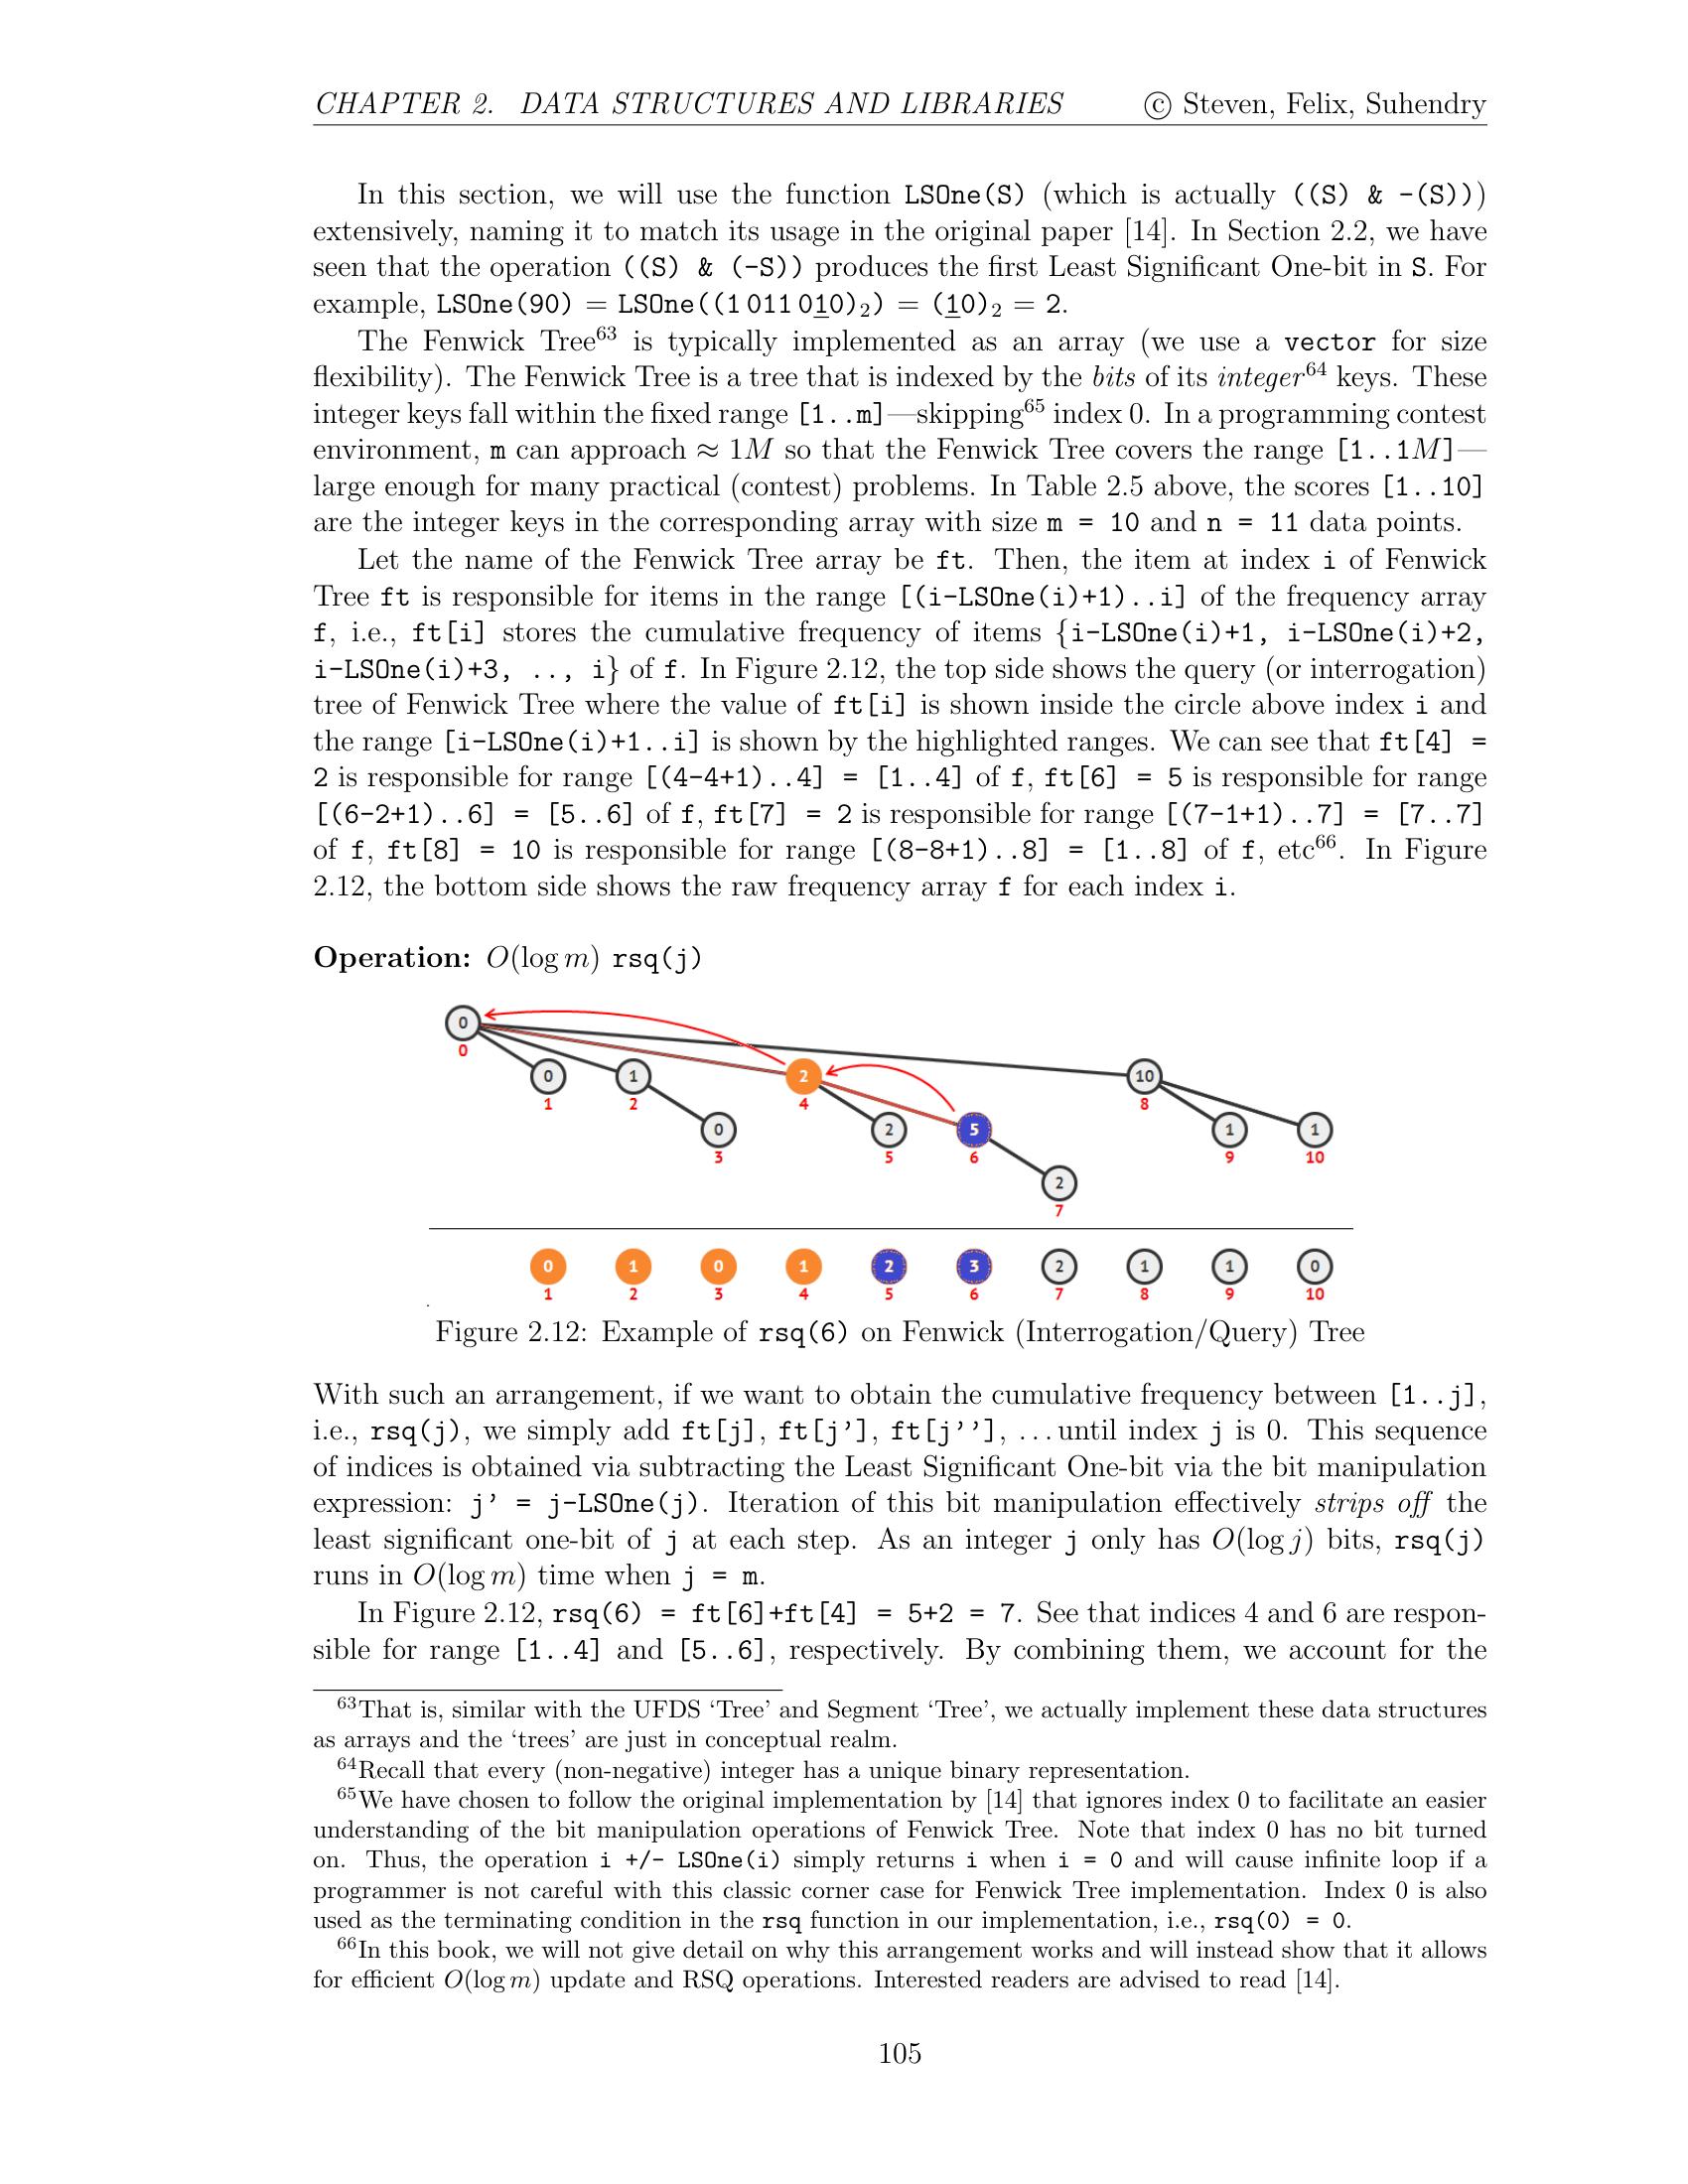 CHAPTER 2. DATA STRUCTURES AND LIBRARIES © Steven, Felix, Suhendry
In this section, we will use the function LSOne(S) (which is actually ((S) & -(S)))
extensively, naming it to match its usage in the original paper [14]. In Section 2.2, we have
seen that the operation ((S) & (-S)) produces the first Least Significant One-bit in S. For
example, LSOne(90) = LSOne((1011010)₂) = (10)₂ = 2.
The Fenwick Tree⁶³ is typically implemented as an array (we use a vector for size
flexibility). The Fenwick Tree is a tree that is indexed by the bits of its integer⁶⁴ keys. These
integer keys fall within the fixed range [1..m]—skipping⁶⁵ index 0. In a programming contest
environment, m can approach ≈ 1M so that the Fenwick Tree covers the range [1..1M]—
large enough for many practical (contest) problems. In Table 2.5 above, the scores [1..10]
are the integer keys in the corresponding array with size m = 10 and n = 11 data points.
Let the name of the Fenwick Tree array be ft. Then, the item at index i of Fenwick
Tree ft is responsible for items in the range [(i-LSOne(i)+1)..i] of the frequency array
f, i.e., ft[i] stores the cumulative frequency of items {i-LSOne(i)+1, i-LSOne(i)+2,
i-LSOne(i)+3, .., i} of f. In Figure 2.12, the top side shows the query (or interrogation)
tree of Fenwick Tree where the value of ft[i] is shown inside the circle above index i and
the range [i-LSOne(i)+1..i] is shown by the highlighted ranges. We can see that ft[4] =
2 is responsible for range [(4-4+1)..4] = [1..4] of f, ft[6] = 5 is responsible for range
[(6-2+1)..6] = [5..6] of f, ft[7] = 2 is responsible for range [(7-1+1)..7] = [7..7]
of f, ft[8] = 10 is responsible for range [(8-8+1)..8] = [1..8] of f, etc⁶⁶. In Figure
2.12, the bottom side shows the raw frequency array f for each index i.
Operation: O(log m) rsq(j)
0
0
0 1 2 10
1 2 4 8
0 2 5 1 1
3 5 6 9 10
2
7
0 1 0 1 2 3 2 1 1 0
1 2 3 4 5 6 7 8 9 10
Figure 2.12: Example of rsq(6) on Fenwick (Interrogation/Query) Tree
With such an arrangement, if we want to obtain the cumulative frequency between [1..j],
i.e., rsq(j), we simply add ft[j], ft[j'], ft[j''], ...until index j is 0. This sequence
of indices is obtained via subtracting the Least Significant One-bit via the bit manipulation
expression: j' = j-LSOne(j). Iteration of this bit manipulation effectively strips off the
least significant one-bit of j at each step. As an integer j only has O(log j) bits, rsq(j)
runs in O(log m) time when j = m.
In Figure 2.12, rsq(6) = ft[6]+ft[4] = 5+2 = 7. See that indices 4 and 6 are respon-
sible for range [1..4] and [5..6], respectively. By combining them, we account for the
⁶³That is, similar with the UFDS ‘Tree’ and Segment ‘Tree’, we actually implement these data structures
as arrays and the ‘trees’ are just in conceptual realm.
⁶⁴Recall that every (non-negative) integer has a unique binary representation.
⁶⁵We have chosen to follow the original implementation by [14] that ignores index 0 to facilitate an easier
understanding of the bit manipulation operations of Fenwick Tree. Note that index 0 has no bit turned
on. Thus, the operation i +/- LSOne(i) simply returns i when i = 0 and will cause infinite loop if a
programmer is not careful with this classic corner case for Fenwick Tree implementation. Index 0 is also
used as the terminating condition in the rsq function in our implementation, i.e., rsq(0) = 0.
⁶⁶In this book, we will not give detail on why this arrangement works and will instead show that it allows
for efficient O(log m) update and RSQ operations. Interested readers are advised to read [14].
105